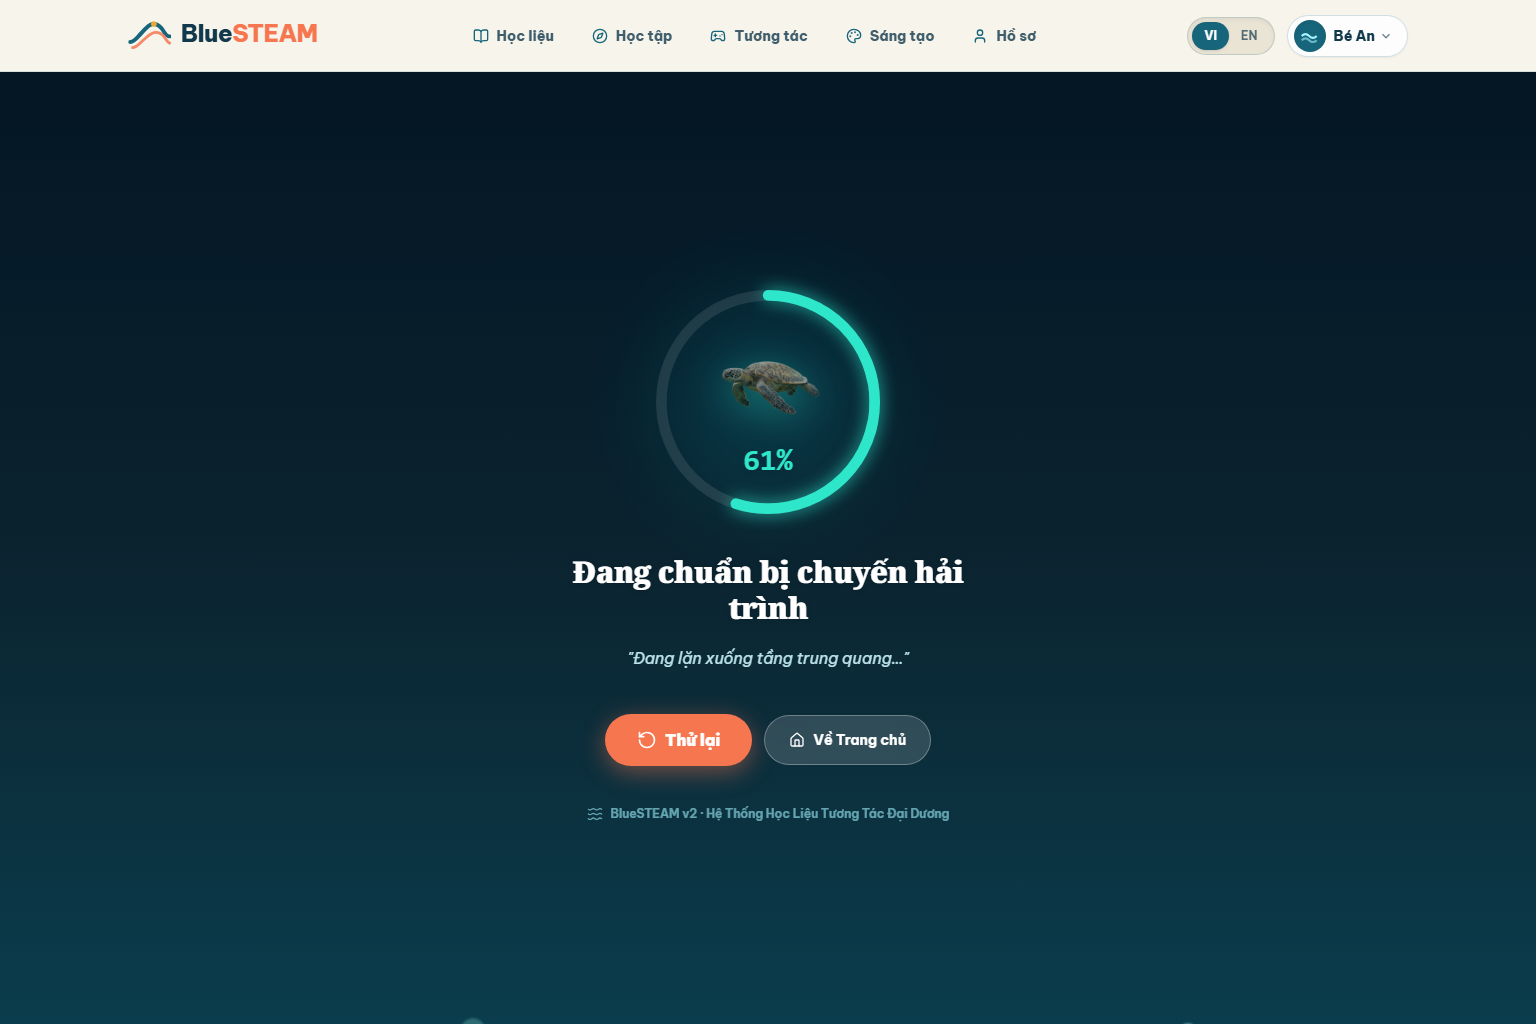 BlueSTEAM
Học liệu
Học tập
Tương tác
Sáng tạo
Hồ sơ
VI
EN
Bé An
61%
Đang chuẩn bị chuyến hải
trình
"Đang lặn xuống tầng trung quang..."
Thử lại
Về Trang chủ
BlueSTEAM v2 · Hệ Thống Học Liệu Tương Tác Đại Dương